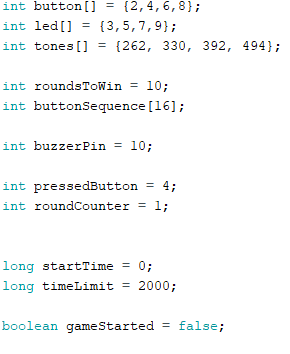 int button[] = {2,4,6,8};
int led[] = {3,5,7,9};
int tones[] = {262, 330, 392, 494};
int roundsToWin = 10;
int buttonSequence[16];
int buzzerPin = 10;
int pressedButton = 4;
int roundCounter = 1;
long startTime = 0;
long timeLimit = 2000;
boolean gameStarted = false;